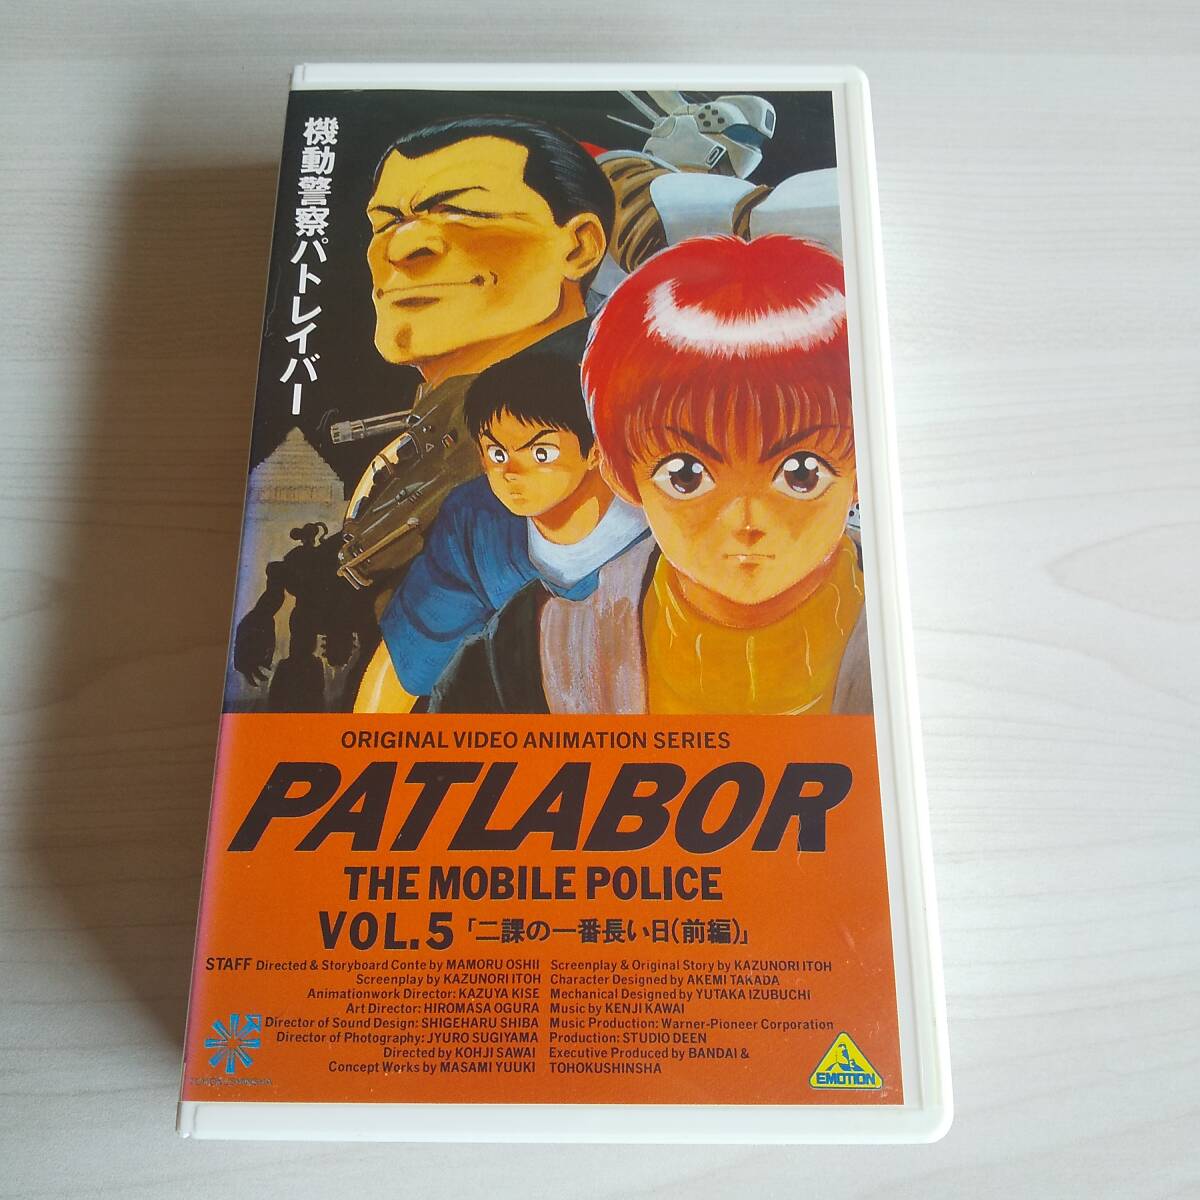 機動警察パトレイバー
ORIGINAL VIDEO ANIMATION SERIES
PATLABOR
THE MOBILE POLICE
VOL.5「二課の一番長い日(前編)」
STAFF Directed & Storyboard Conte by MAMORU OSHII
Screenplay by KAZUNORI ITOH
Animationwork Director: KAZUYA KISE
Art Director: HIROMASA OGURA
Director of Sound Design: SHIGEHARU SHIBA
Director of Photography: JYURO SUGIYAMA
Directed by KOHJI SAWAI
Concept Works by MASAMI YUUKI
Screenplay & Original Story by KAZUNORI ITOH
Character Designed by AKEMI TAKADA
Mechanical Designed by YUTAKA IZUBUCHI
Music by KENJI KAWAI
Music Production: Warner-Pioneer Corporation
Production: STUDIO DEEN
Executive Produced by BANDAI &
TOHOKUSHINSHA
TOHOKUSHINSHA
EMOTION